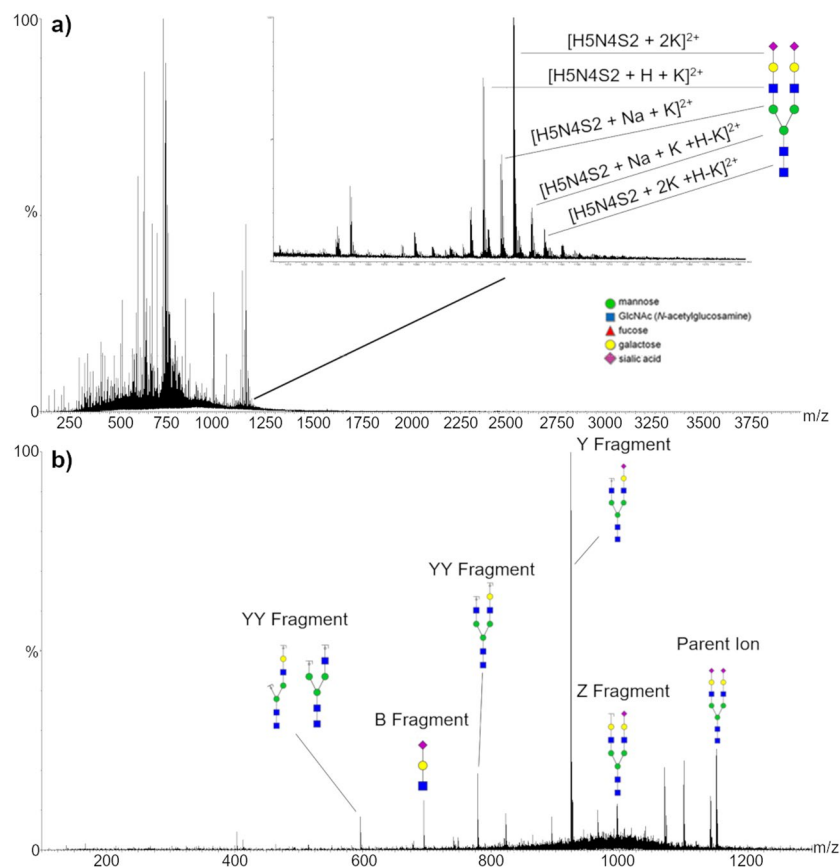 100
a)
[H5N4S2 + 2K]²⁺
[H5N4S2 + H + K]²⁺
[H5N4S2 + Na + K]²⁺
[H5N4S2 + Na + K +H-K]²⁺
[H5N4S2 + 2K +H-K]²⁺
%
mannose
GlcNAc (N-acetylglucosamine)
fucose
galactose
sialic acid
0
250 500 750 1000 1250 1500 1750 2000 2250 2500 2750 3000 3250 3500 3750 m/z
100
b)
Y Fragment
YY Fragment
YY Fragment
Parent Ion
%
Z Fragment
B Fragment
0
200 400 600 800 1000 1200 m/z